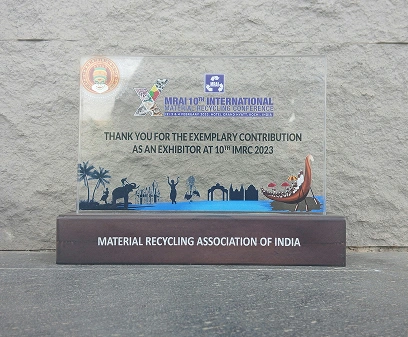 MRAI
MRAI 10TH INTERNATIONAL
MATERIAL RECYCLING CONFERENCE
THANK YOU FOR THE EXEMPLARY CONTRIBUTION
AS AN EXHIBITOR AT 10TH IMRC 2023
MATERIAL RECYCLING ASSOCIATION OF INDIA